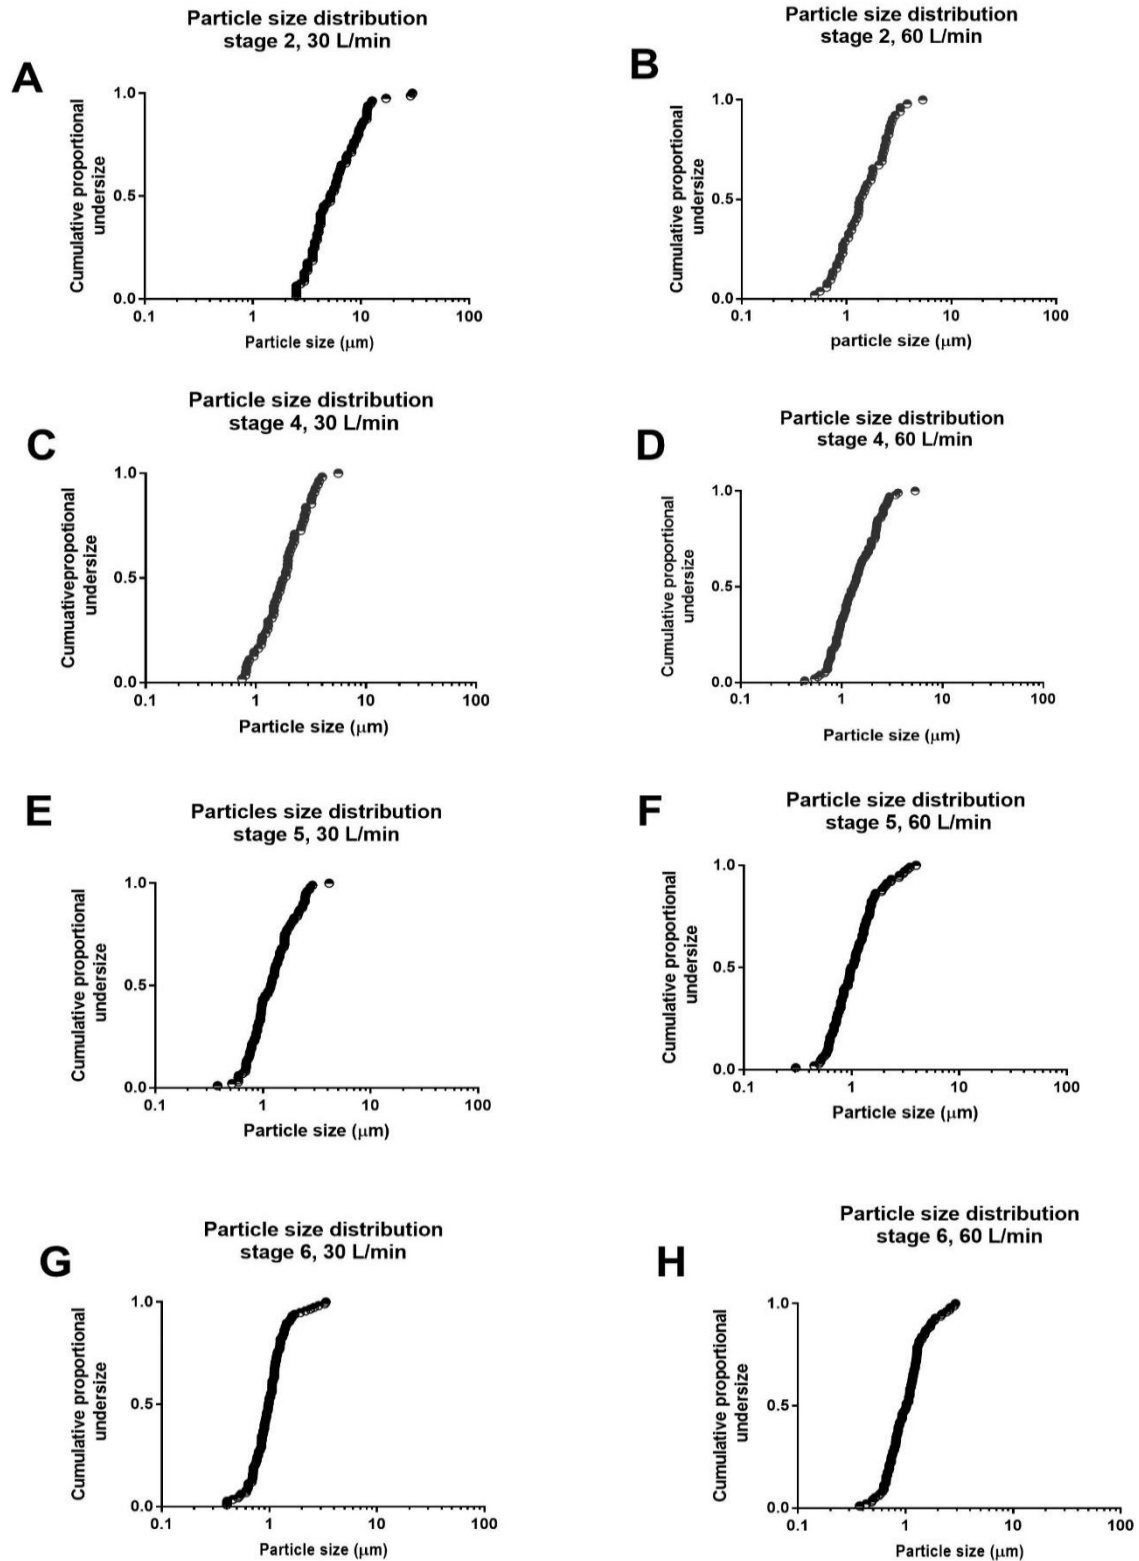 Particle size distribution
stage 2, 30 L/min
A
Cumulative proportional
undersize
1.0
0.5
0.0
0.1
1
10
100
Particle size (μm)
Particle size distribution
stage 2, 60 L/min
B
Cumulative proportional
undersize
1.0
0.5
0.0
0.1
1
10
100
particle size (μm)
Particle size distribution
stage 4, 30 L/min
C
Cumuativepropotional
undersize
1.0
0.5
0.0
0.1
1
10
100
Particle size (μm)
Particle size distribution
stage 4, 60 L/min
D
Cumulative proportional
undersize
1.0
0.5
0.0
0.1
1
10
100
Particle size (μm)
Particles size distribution
stage 5, 30 L/min
E
Cumulative proportional
undersize
1.0
0.5
0.0
0.1
1
10
100
Particle size (μm)
Particle size distribution
stage 5, 60 L/min
F
Cumulative proportional
undersize
1.0
0.5
0.0
0.1
1
10
100
Particle size (μm)
Particle size distribution
stage 6, 30 L/min
G
Cumulative proportional
undersize
1.0
0.5
0.0
0.1
1
10
100
Particle size (μm)
Particle size distribution
stage 6, 60 L/min
H
Cumulative proportional
undersize
1.0
0.5
0.0
0.1
1
10
100
Particle size (μm)